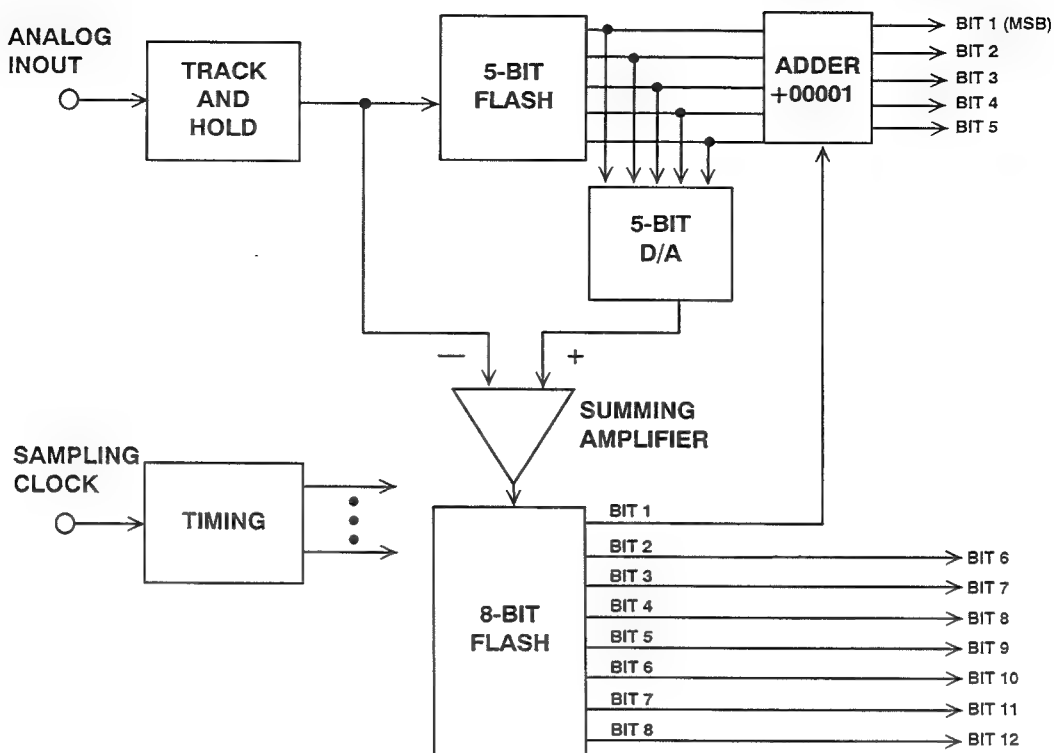 ANALOG
INOUT
TRACK
AND
HOLD
5-BIT
FLASH
ADDER
+00001
BIT 1 (MSB)
BIT 2
BIT 3
BIT 4
BIT 5
5-BIT
D/A
— +
SUMMING
AMPLIFIER
SAMPLING
CLOCK
TIMING
8-BIT
FLASH
BIT 1
BIT 2
BIT 3
BIT 4
BIT 5
BIT 6
BIT 7
BIT 8
BIT 6
BIT 7
BIT 8
BIT 9
BIT 10
BIT 11
BIT 12